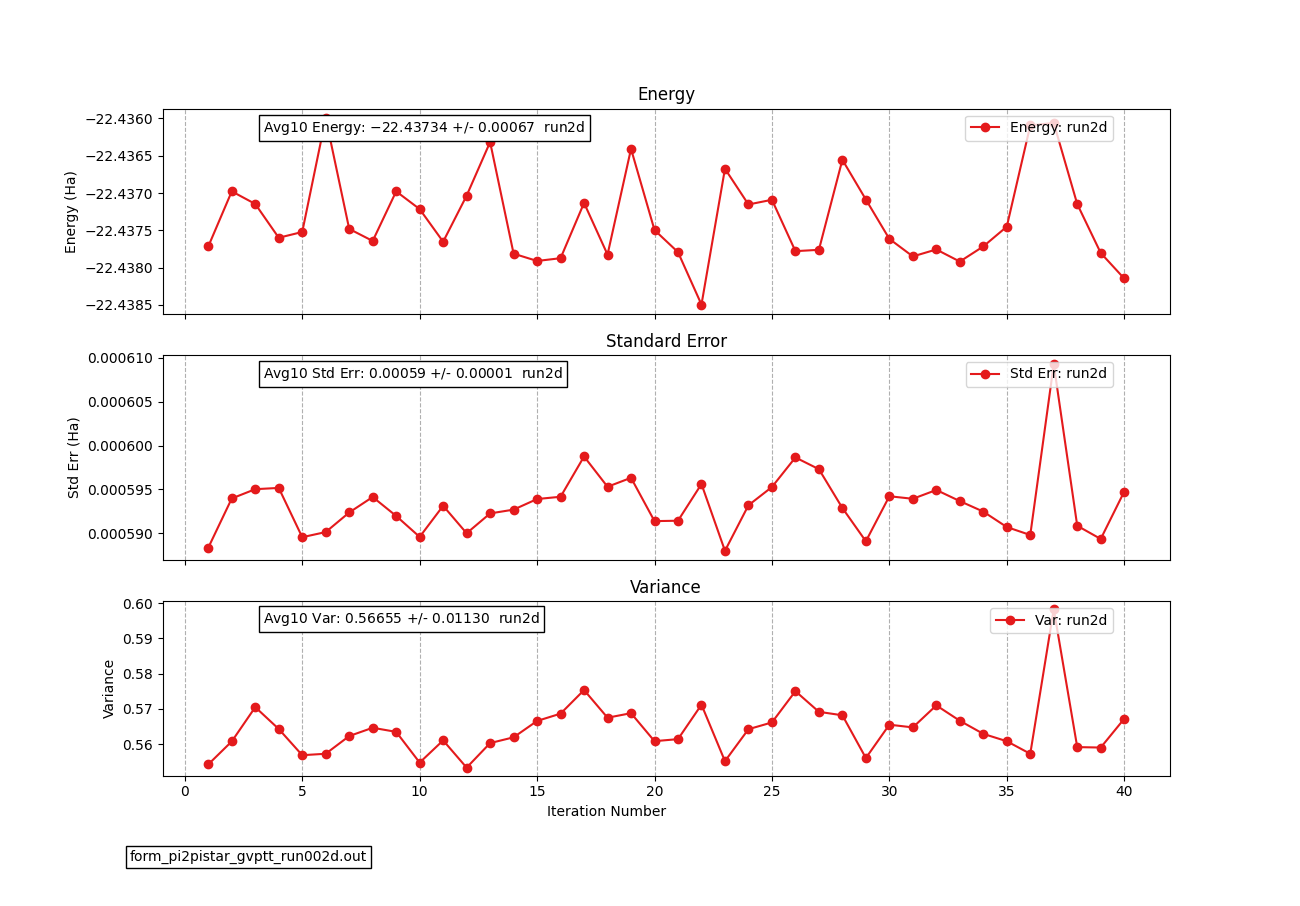 Energy
Avg10 Energy: −22.43734 +/- 0.00067 run2d
Energy: run2d
Energy (Ha)
−22.4360
−22.4365
−22.4370
−22.4375
−22.4380
−22.4385
Standard Error
Avg10 Std Err: 0.00059 +/- 0.00001 run2d
Std Err: run2d
Std Err (Ha)
0.000610
0.000605
0.000600
0.000595
0.000590
Variance
Avg10 Var: 0.56655 +/- 0.01130 run2d
Var: run2d
Variance
0.60
0.59
0.58
0.57
0.56
0 5 10 15 20 25 30 35 40
Iteration Number
form_pi2pistar_gvptt_run002d.out